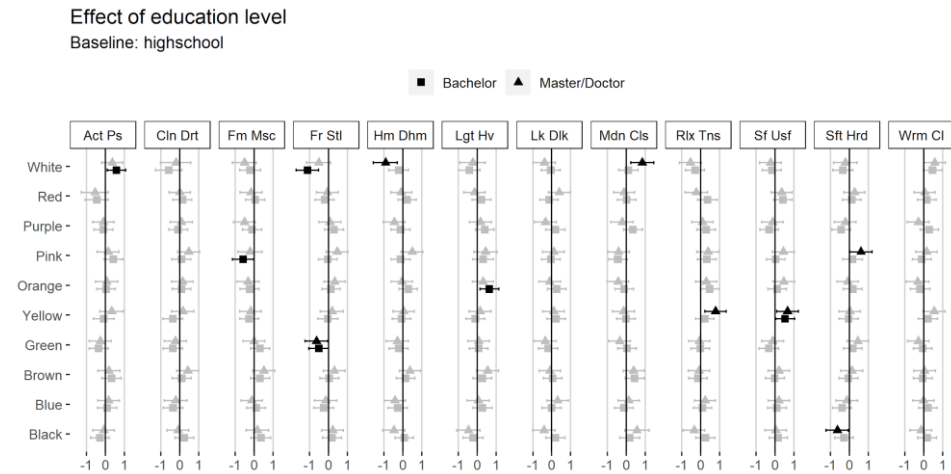 Effect of education level
Baseline: highschool
Bachelor Master/Doctor
Act Ps Cln Drt Fm Msc Fr Stl Hm Dhm Lgt Hv Lk Dlk Mdn Cls Rlx Tns Sf Usf Sft Hrd Wrm Cl
White
Red
Purple
Pink
Orange
Yellow
Green
Brown
Blue
Black
-1 0 1 -1 0 1 -1 0 1 -1 0 1 -1 0 1 -1 0 1 -1 0 1 -1 0 1 -1 0 1 -1 0 1 -1 0 1 -1 0 1